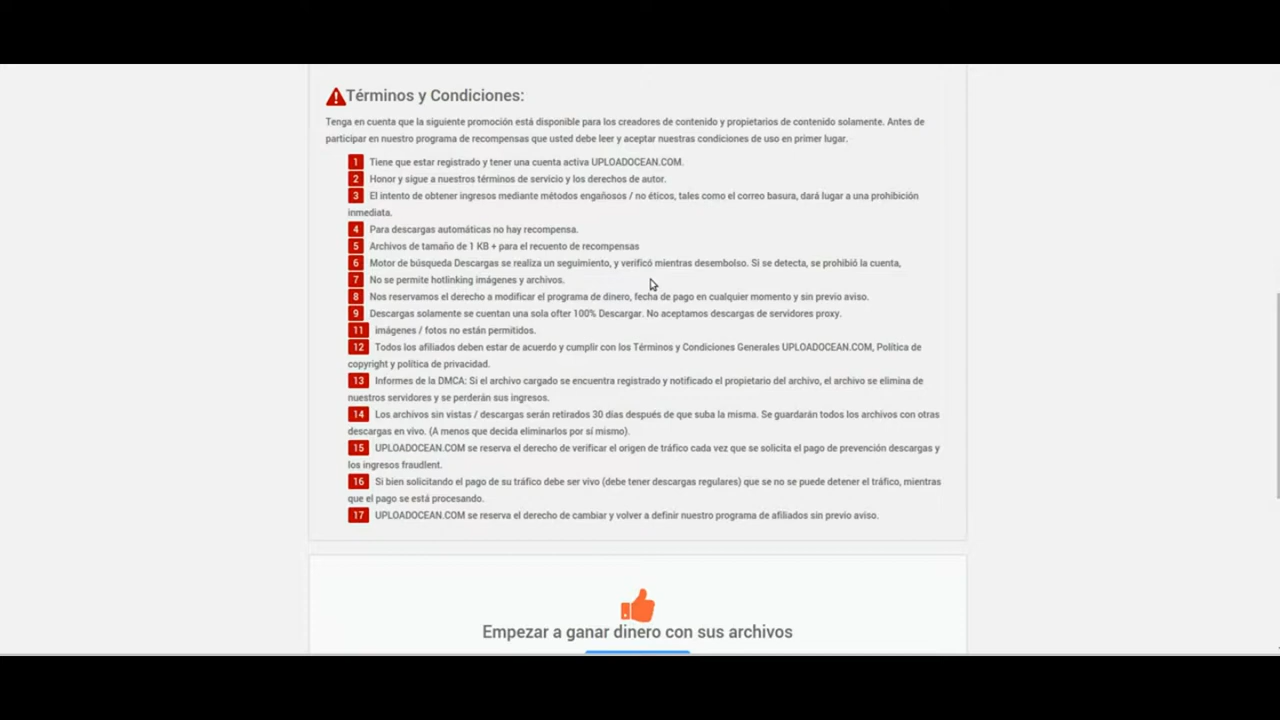 Términos y Condiciones:
Tenga en cuenta que la siguiente promoción está disponible para los creadores de contenido y propietarios de contenido solamente. Antes de
participar en nuestro programa de recompensas que usted debe leer y aceptar nuestras condiciones de uso en primer lugar.
1 Tiene que estar registrado y tener una cuenta activa UPLOADOCEAN.COM.
2 Honor y sigue a nuestros términos de servicio y los derechos de autor.
3 El intento de obtener ingresos mediante métodos engañosos / no éticos, tales como el correo basura, dará lugar a una prohibición
inmediata.
4 Para descargas automáticas no hay recompensa.
5 Archivos de tamaño de 1 KB + para el recuento de recompensas
6 Motor de búsqueda Descargas se realiza un seguimiento, y verificó mientras desembolso. Si se detecta, se prohibió la cuenta,
7 No se permite hotlinking imágenes y archivos.
8 Nos reservamos el derecho a modificar el programa de dinero, fecha de pago en cualquier momento y sin previo aviso.
9 Descargas solamente se cuentan una sola ofter 100% Descargar. No aceptamos descargas de servidores proxy.
11 imágenes / fotos no están permitidos.
12 Todos los afiliados deben estar de acuerdo y cumplir con los Términos y Condiciones Generales UPLOADOCEAN.COM, Política de
copyright y política de privacidad.
13 Informes de la DMCA: Si el archivo cargado se encuentra registrado y notificado el propietario del archivo, el archivo se elimina de
nuestros servidores y se perderán sus ingresos.
14 Los archivos sin vistas / descargas serán retirados 30 días después de que suba la misma. Se guardarán todos los archivos con otras
descargas en vivo. (A menos que decida eliminarlos por sí mismo).
15 UPLOADOCEAN.COM se reserva el derecho de verificar el origen de tráfico cada vez que se solicita el pago de prevención descargas y
los ingresos fraudlent.
16 Si bien solicitando el pago de su tráfico debe ser vivo (debe tener descargas regulares) que se no se puede detener el tráfico, mientras
que el pago se está procesando.
17 UPLOADOCEAN.COM se reserva el derecho de cambiar y volver a definir nuestro programa de afiliados sin previo aviso.
Empezar a ganar dinero con sus archivos